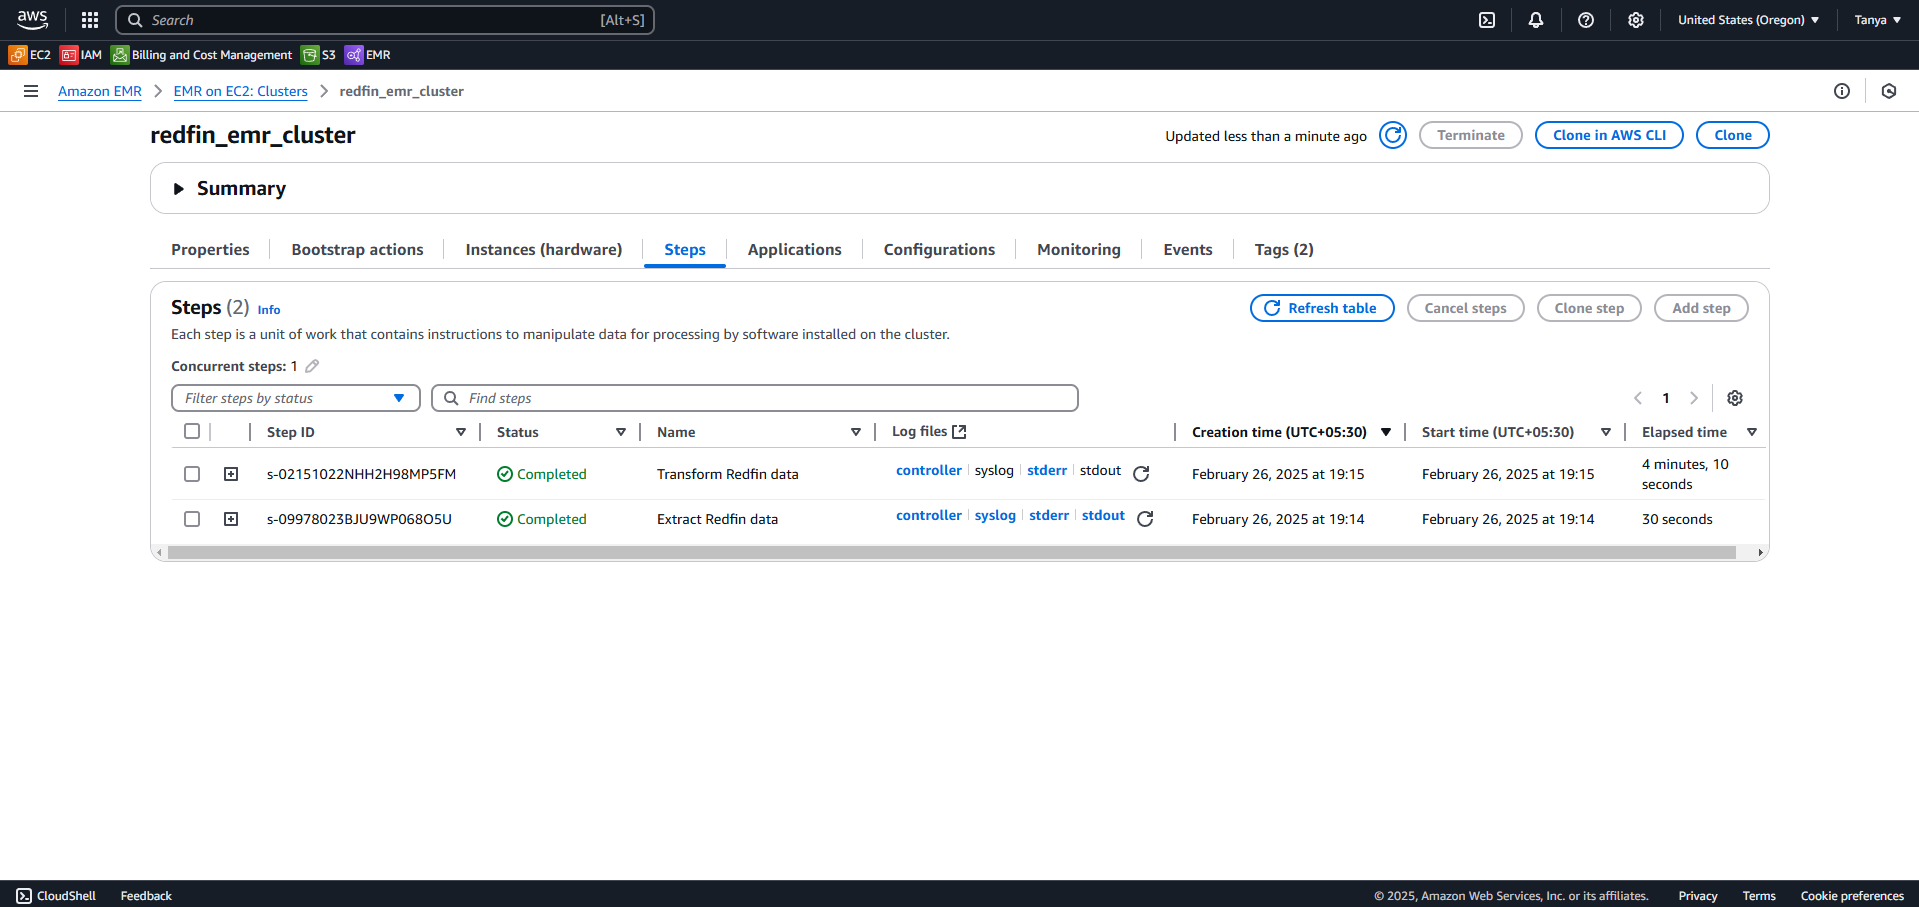 aws Search [Alt+S] United States (Oregon) Tanya
EC2 IAM Billing and Cost Management S3 EMR
Amazon EMR EMR on EC2: Clusters redfin_emr_cluster
redfin_emr_cluster Updated less than a minute ago Terminate Clone in AWS CLI Clone
Summary
Properties Bootstrap actions Instances (hardware) Steps Applications Configurations Monitoring Events Tags (2)
Steps (2) Info Refresh table Cancel steps Clone step Add step
Each step is a unit of work that contains instructions to manipulate data for processing by software installed on the cluster.
Concurrent steps: 1
Filter steps by status Find steps 1
Step ID Status Name Log files Creation time (UTC+05:30) Start time (UTC+05:30) Elapsed time
s-02151022NHH2H98MP5FM Completed Transform Redfin data controller syslog stderr stdout February 26, 2025 at 19:15 February 26, 2025 at 19:15 4 minutes, 10
seconds
s-09978023BJU9WP068O5U Completed Extract Redfin data controller syslog stderr stdout February 26, 2025 at 19:14 February 26, 2025 at 19:14 30 seconds
CloudShell Feedback © 2025, Amazon Web Services, Inc. or its affiliates. Privacy Terms Cookie preferences